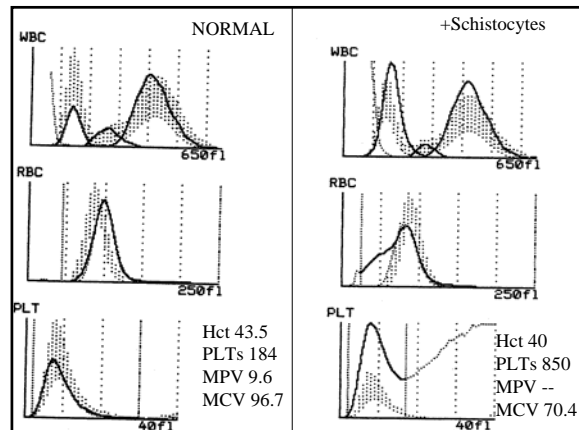 NORMAL
WBC
650fl
RBC
250fl
PLT
Hct 43.5
PLTs 184
MPV 9.6
MCV 96.7
40fl
+Schistocytes
WBC
650fl
RBC
250fl
PLT
Hct 40
PLTs 850
MPV --
MCV 70.4
40fl